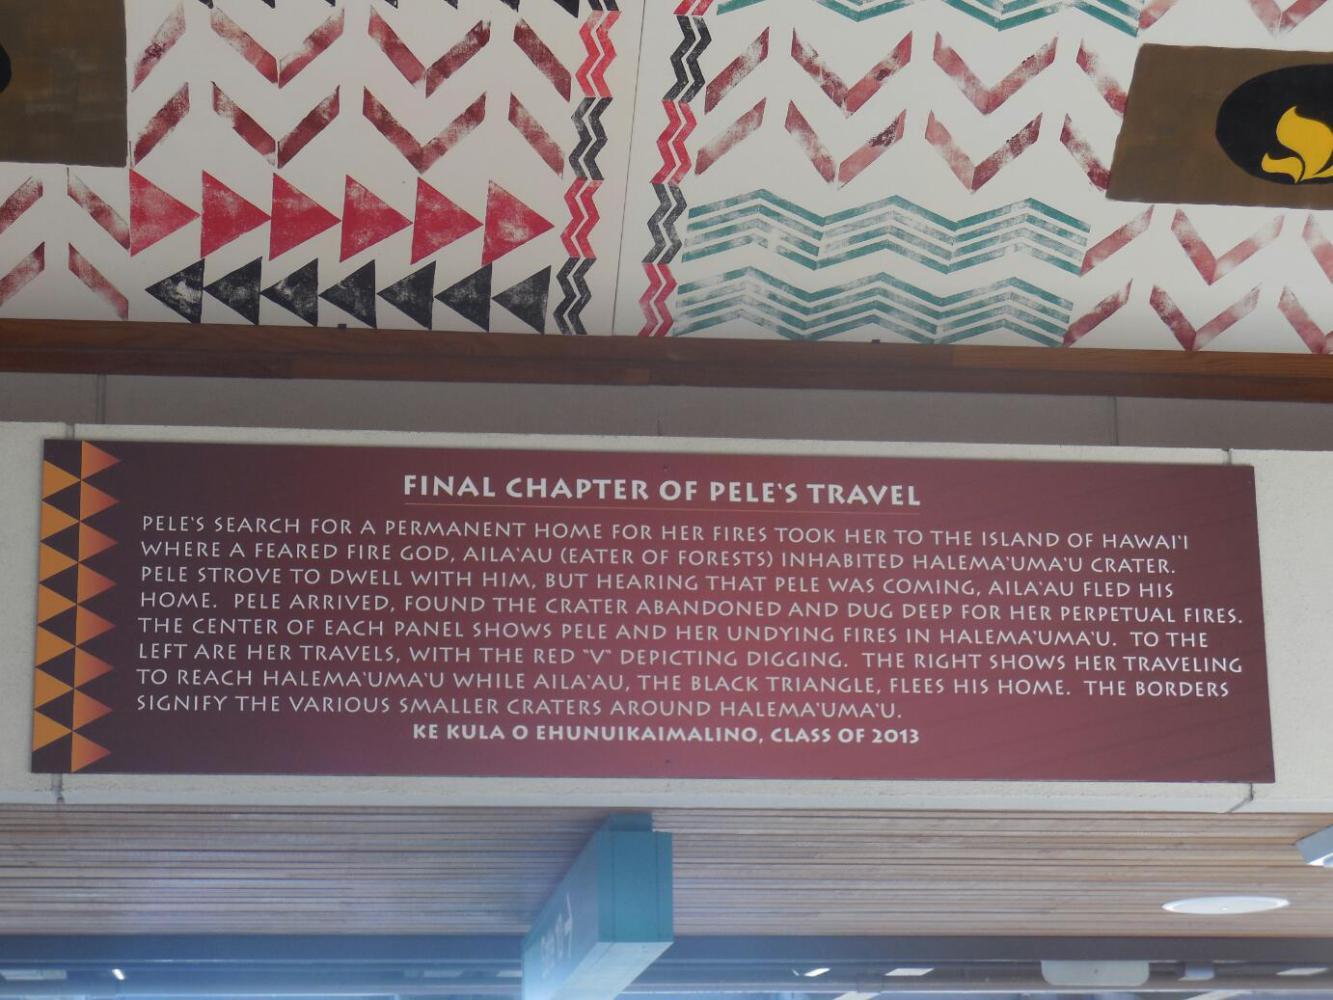 FINAL CHAPTER OF PELE'S TRAVEL
PELE'S SEARCH FOR A PERMANENT HOME FOR HER FIRES TOOK HER TO THE ISLAND OF HAWAI'I
WHERE A FEARED FIRE GOD, AILA'AU (EATER OF FORESTS) INHABITED HALEMA'UMA'U CRATER.
PELE STROVE TO DWELL WITH HIM, BUT HEARING THAT PELE WAS COMING, AILA'AU FLED HIS
HOME. PELE ARRIVED, FOUND THE CRATER ABANDONED AND DUG DEEP FOR HER PERPETUAL FIRES.
THE CENTER OF EACH PANEL SHOWS PELE AND HER UNDYING FIRES IN HALEMA'UMA'U. TO THE
LEFT ARE HER TRAVELS, WITH THE RED "V" DEPICTING DIGGING. THE RIGHT SHOWS HER TRAVELING
TO REACH HALEMA'UMA'U WHILE AILA'AU, THE BLACK TRIANGLE, FLEES HIS HOME. THE BORDERS
SIGNIFY THE VARIOUS SMALLER CRATERS AROUND HALEMA'UMA'U.
KE KULA O EHUNUIKAIMALINO, CLASS OF 2013